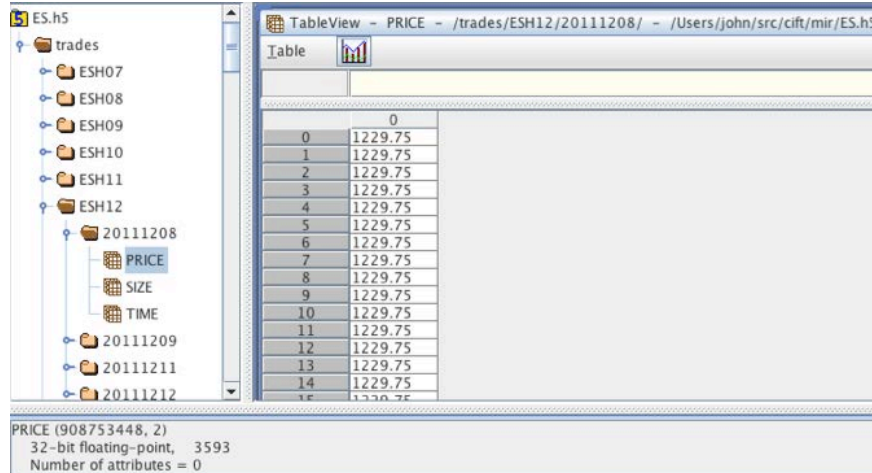 ES.h5
trades
ESH07
ESH08
ESH09
ESH10
ESH11
ESH12
20111208
PRICE
SIZE
TIME
20111209
20111211
20111212
TableView - PRICE - /trades/ESH12/20111208/ - /Users/john/src/cift/mir/ES.h5
Table
0
0 1229.75
1 1229.75
2 1229.75
3 1229.75
4 1229.75
5 1229.75
6 1229.75
7 1229.75
8 1229.75
9 1229.75
10 1229.75
11 1229.75
12 1229.75
13 1229.75
14 1229.75
15 1229.75
PRICE (908753448, 2)
32-bit floating-point, 3593
Number of attributes = 0